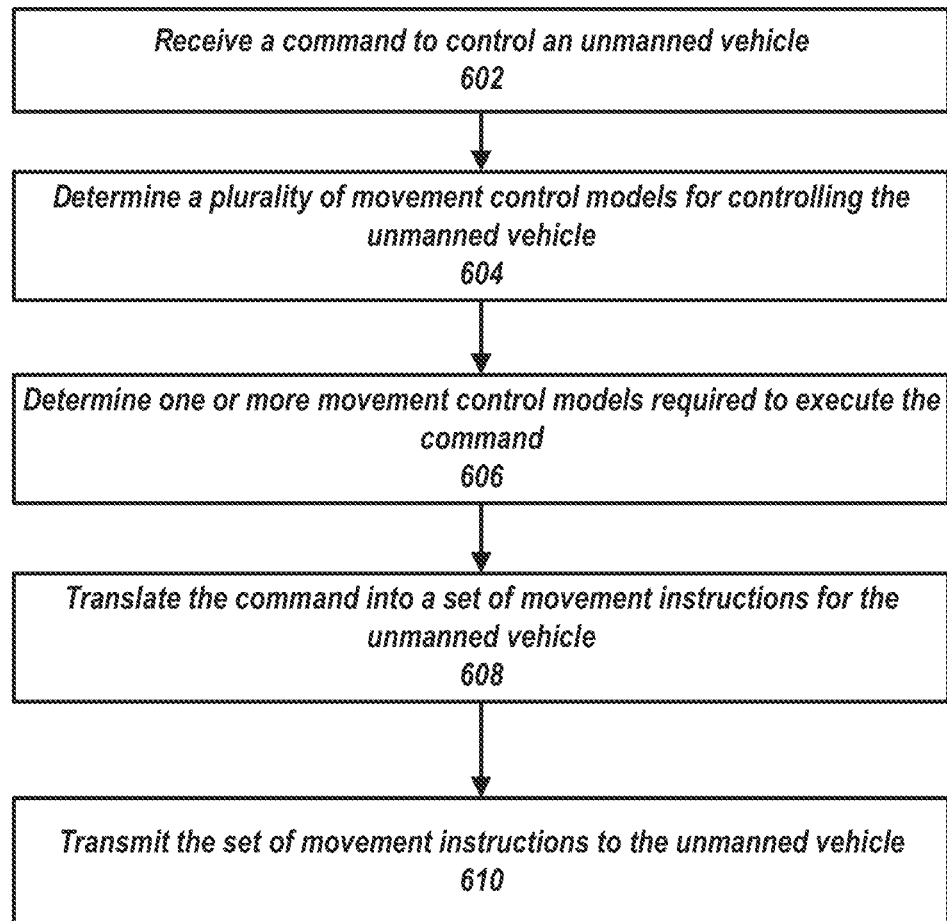 Receive a command to control an unmanned vehicle
602
Determine a plurality of movement control models for controlling the
unmanned vehicle
604
Determine one or more movement control models required to execute the
command
606
Translate the command into a set of movement instructions for the
unmanned vehicle
608
Transmit the set of movement instructions to the unmanned vehicle
610